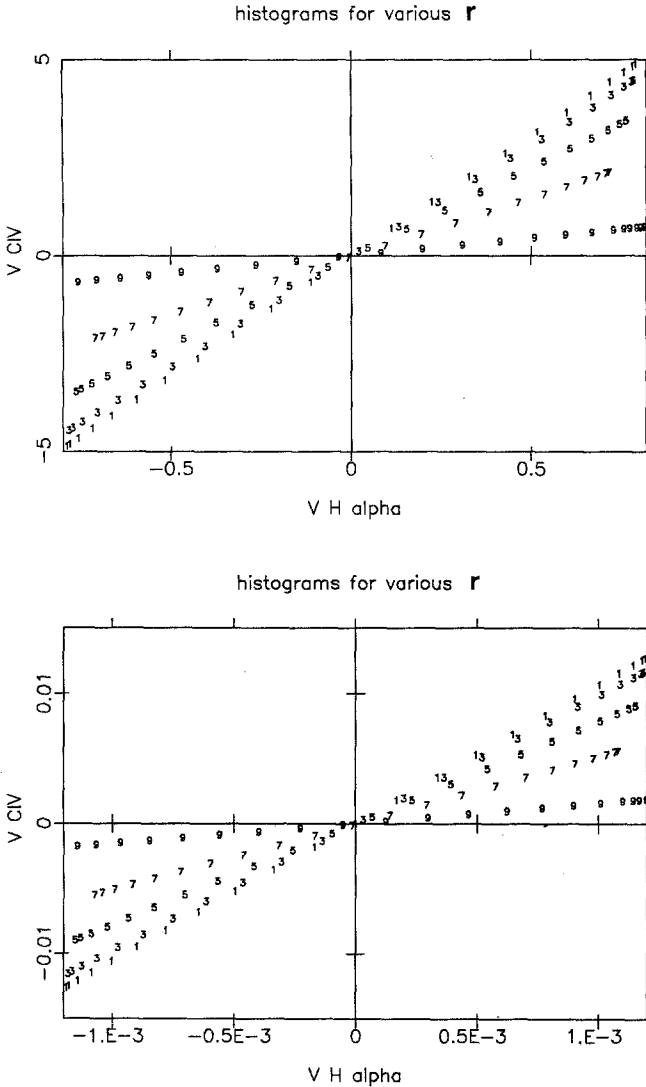 histograms for various r
5
0
-5
V CIV
-0.5
0
0.5
V H alpha
histograms for various r
0.01
0
-0.01
V CIV
-1.E-3
-0.5E-3
0
0.5E-3
1.E-3
V H alpha